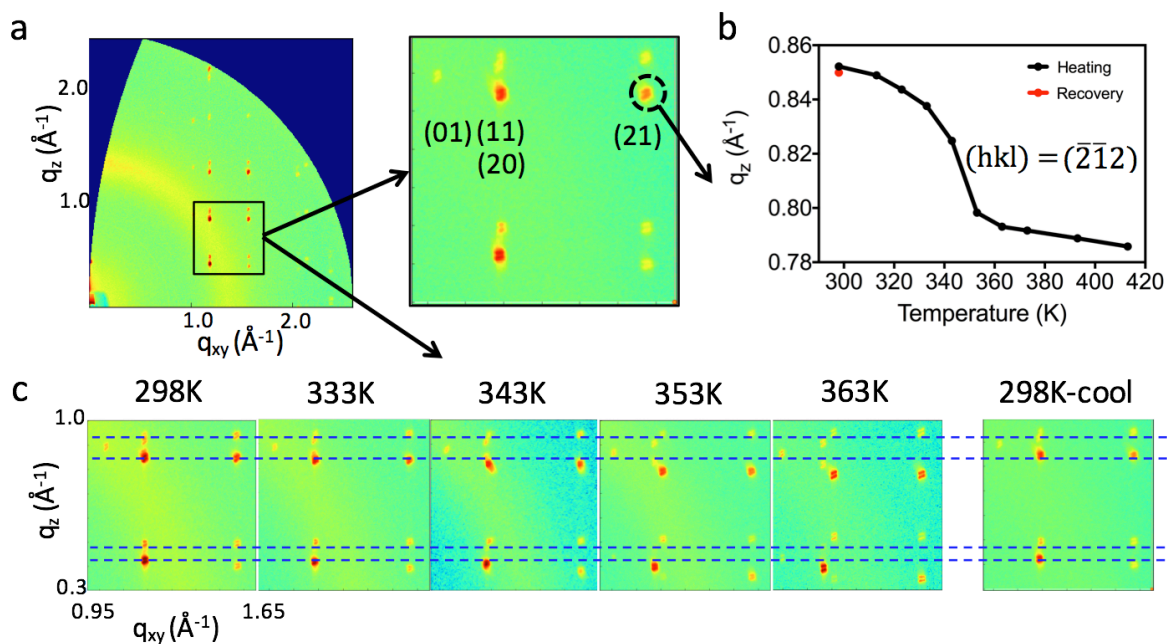 a
2.0
1.0
q_z (Å⁻¹)
1.0
2.0
q_xy (Å⁻¹)
(01) (11)
(20)
(21)
b
0.86
0.84
0.82
0.80
0.78
q_z (Å⁻¹)
Heating
Recovery
(hkl) = (2̅1̅2)
300 320 340 360 380 400 420
Temperature (K)
c
298K 333K 343K 353K 363K 298K-cool
1.0
q_z (Å⁻¹)
0.3
0.95 1.65
q_xy (Å⁻¹)